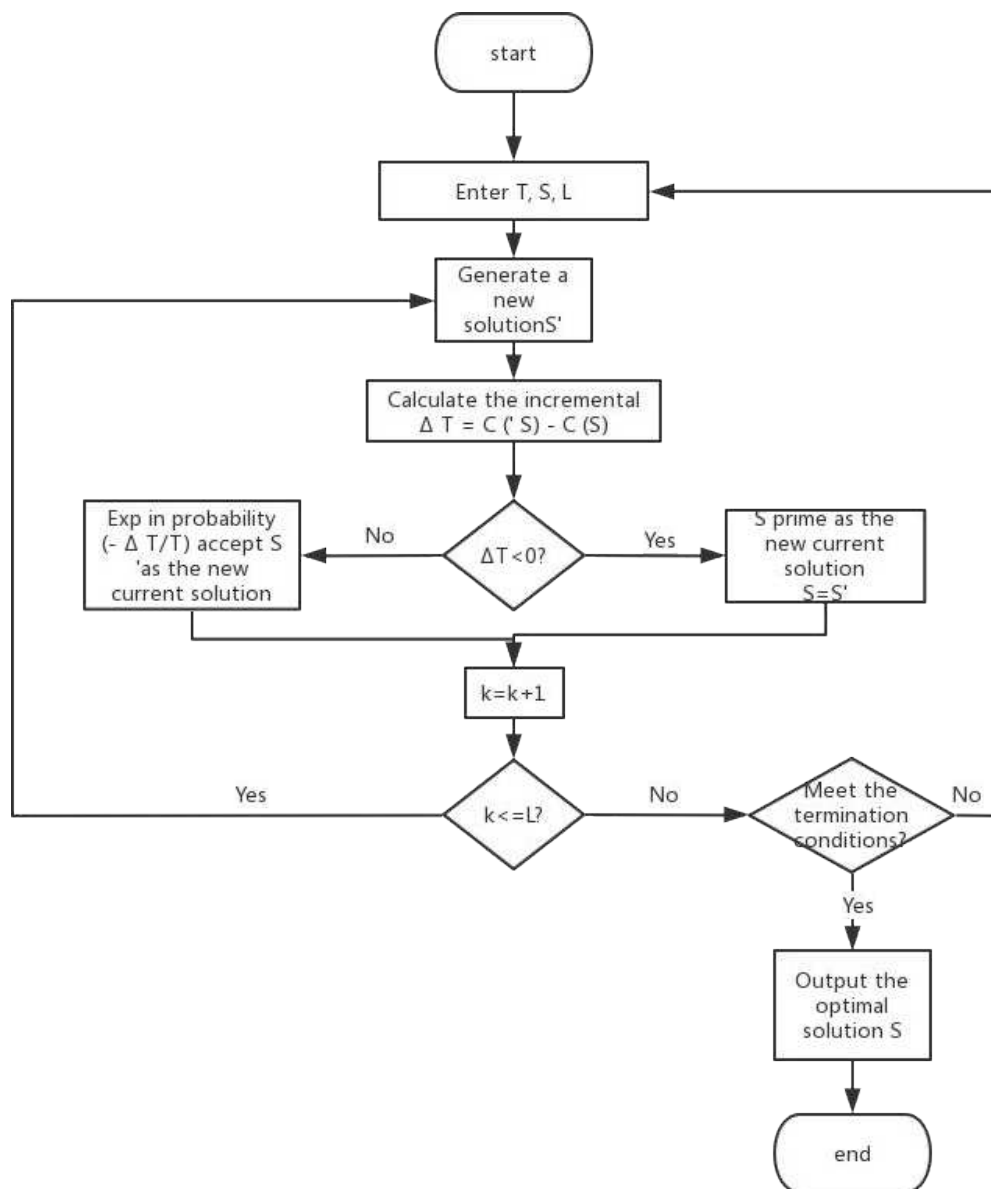 start
Enter T, S, L
Generate a
new
solutionS'
Calculate the incremental
Δ T = C (' S) - C (S)
Exp in probability
(- Δ T/T) accept S
'as the new
current solution
No
ΔT<0?
Yes
S prime as the
new current
solution
S=S'
k=k+1
Yes
k<=L?
No
Meet the
termination
conditions?
No
Yes
Output the
optimal
solution S
end